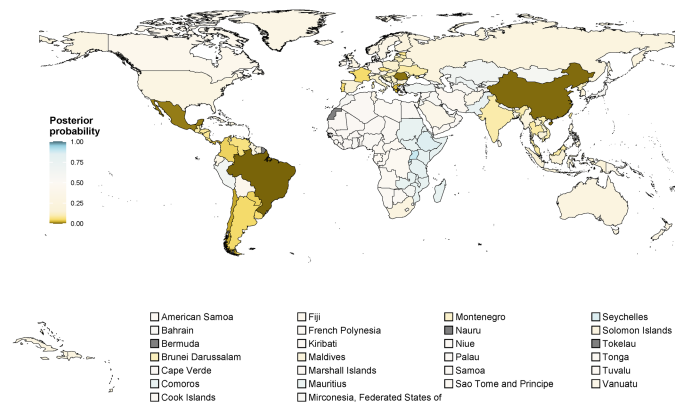 Posterior
probability
1.00
0.75
0.50
0.25
0.00
American Samoa
Bahrain
Bermuda
Brunei Darussalam
Cape Verde
Comoros
Cook Islands
Fiji
French Polynesia
Kiribati
Maldives
Marshall Islands
Mauritius
Mirconesia, Federated States of
Montenegro
Nauru
Niue
Palau
Samoa
Sao Tome and Principe
Seychelles
Solomon Islands
Tokelau
Tonga
Tuvalu
Vanuatu